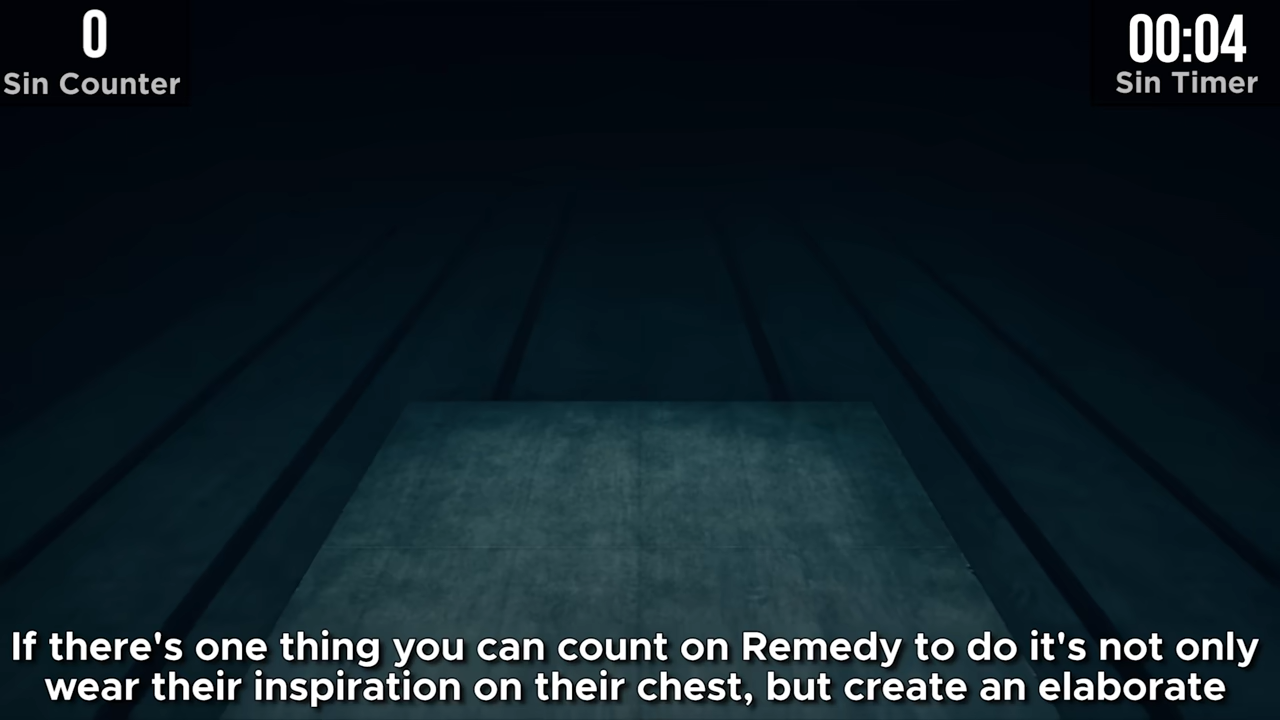 0
Sin Counter
00:04
Sin Timer
If there's one thing you can count on Remedy to do it's not only
wear their inspiration on their chest, but create an elaborate